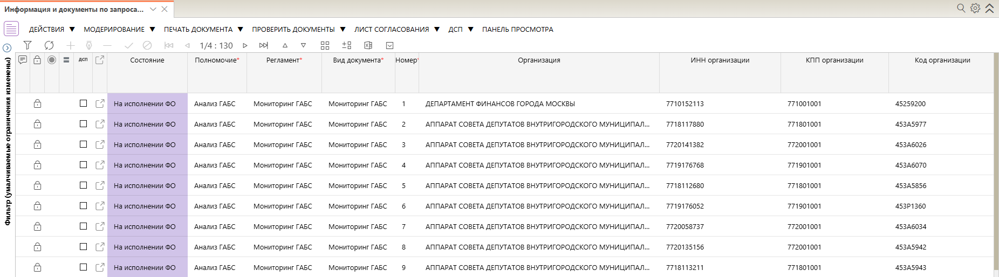 Информация и документы по запроса...
ДЕЙСТВИЯ ▼ МОДЕРИРОВАНИЕ ▼ ПЕЧАТЬ ДОКУМЕНТА ▼ ПРОВЕРИТЬ ДОКУМЕНТЫ ▼ ЛИСТ СОГЛАСОВАНИЯ ▼ ДСП ▼ ПАНЕЛЬ ПРОСМОТРА
1/4 : 130
Фильтр (умалчиваемые ограничения изменены)
дсп Состояние Полномочие* Регламент* Вид документа* Номер* Организация ИНН организации КПП организации Код организации
На исполнении ФО Анализ ГАБС Мониторинг ГАБС Мониторинг ГАБС 1 ДЕПАРТАМЕНТ ФИНАНСОВ ГОРОДА МОСКВЫ 7710152113 771001001 45259200
На исполнении ФО Анализ ГАБС Мониторинг ГАБС Мониторинг ГАБС 2 АППАРАТ СОВЕТА ДЕПУТАТОВ ВНУТРИГОРОДСКОГО МУНИЦИПАЛ... 7718117880 771801001 453A5977
На исполнении ФО Анализ ГАБС Мониторинг ГАБС Мониторинг ГАБС 3 АППАРАТ СОВЕТА ДЕПУТАТОВ ВНУТРИГОРОДСКОГО МУНИЦИПАЛ... 7720141382 772001001 453A6026
На исполнении ФО Анализ ГАБС Мониторинг ГАБС Мониторинг ГАБС 4 АППАРАТ СОВЕТА ДЕПУТАТОВ ВНУТРИГОРОДСКОГО МУНИЦИПАЛ... 7719176768 771901001 453A6070
На исполнении ФО Анализ ГАБС Мониторинг ГАБС Мониторинг ГАБС 5 АППАРАТ СОВЕТА ДЕПУТАТОВ ВНУТРИГОРОДСКОГО МУНИЦИПАЛ... 7718112680 771801001 453A5856
На исполнении ФО Анализ ГАБС Мониторинг ГАБС Мониторинг ГАБС 6 АППАРАТ СОВЕТА ДЕПУТАТОВ ВНУТРИГОРОДСКОГО МУНИЦИПАЛ... 7719176052 771901001 453P1360
На исполнении ФО Анализ ГАБС Мониторинг ГАБС Мониторинг ГАБС 7 АППАРАТ СОВЕТА ДЕПУТАТОВ ВНУТРИГОРОДСКОГО МУНИЦИПАЛ... 7720058737 772001001 453A6034
На исполнении ФО Анализ ГАБС Мониторинг ГАБС Мониторинг ГАБС 8 АППАРАТ СОВЕТА ДЕПУТАТОВ ВНУТРИГОРОДСКОГО МУНИЦИПАЛ... 7720135156 772001001 453A5942
На исполнении ФО Анализ ГАБС Мониторинг ГАБС Мониторинг ГАБС 9 АППАРАТ СОВЕТА ДЕПУТАТОВ ВНУТРИГОРОДСКОГО МУНИЦИПАЛ... 7718113211 771801001 453A5943